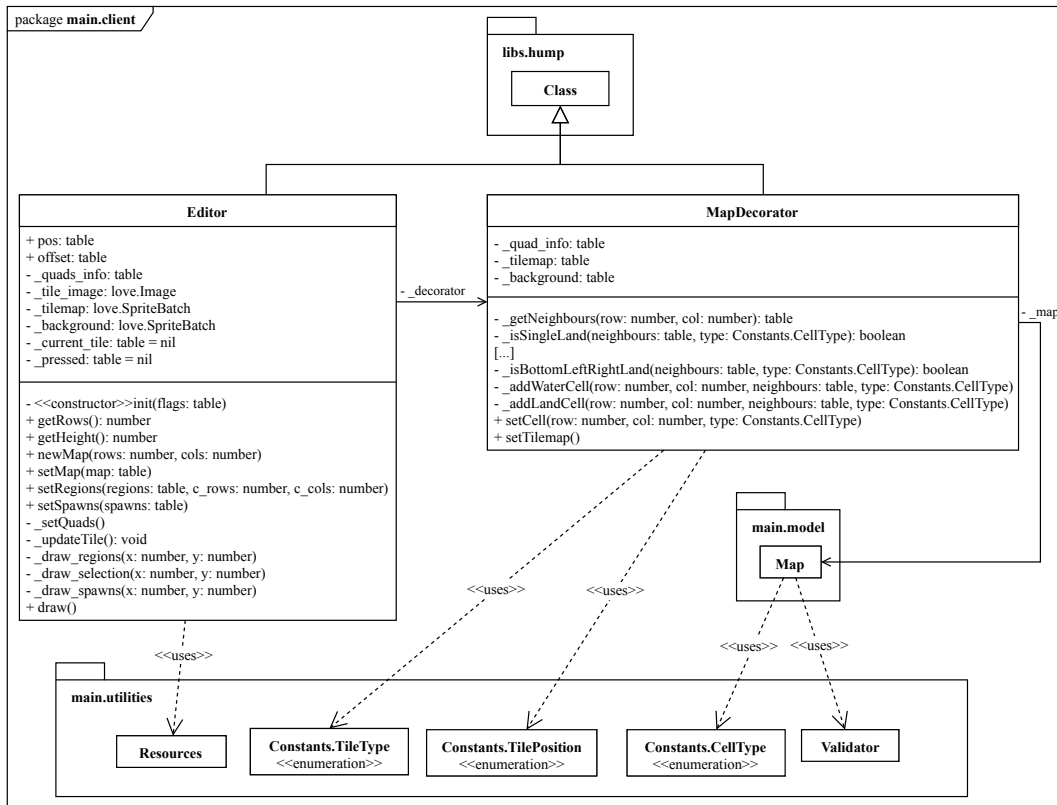 package main.client
libs.hump
Class
Editor
+ pos: table
+ offset: table
- _quads_info: table
- _tile_image: love.Image
- _tilemap: love.SpriteBatch
- _background: love.SpriteBatch
- _current_tile: table = nil
- _pressed: table = nil
- <<constructor>>init(flags: table)
+ getRows(): number
+ getHeight(): number
+ newMap(rows: number, cols: number)
+ setMap(map: table)
+ setRegions(regions: table, c_rows: number, c_cols: number)
+ setSpawns(spawns: table)
- _setQuads()
- _updateTile(): void
- _draw_regions(x: number, y: number)
- _draw_selection(x: number, y: number)
- _draw_spawns(x: number, y: number)
+ draw()
- _decorator
MapDecorator
- _quad_info: table
- _tilemap: table
- _background: table
- _getNeighbours(row: number, col: number): table
- _isSingleLand(neighbours: table, type: Constants.CellType): boolean
[...]
- _isBottomLeftRightLand(neighbours: table, type: Constants.CellType): boolean
- _addWaterCell(row: number, col: number, neighbours: table, type: Constants.CellType)
- _addLandCell(row: number, col: number, neighbours: table, type: Constants.CellType)
+ setCell(row: number, col: number, type: Constants.CellType)
+ setTilemap()
- _map
main.model
Map
<<uses>>
<<uses>>
<<uses>>
<<uses>>
<<uses>>
main.utilities
Resources
Constants.TileType
<<enumeration>>
Constants.TilePosition
<<enumeration>>
Constants.CellType
<<enumeration>>
Validator